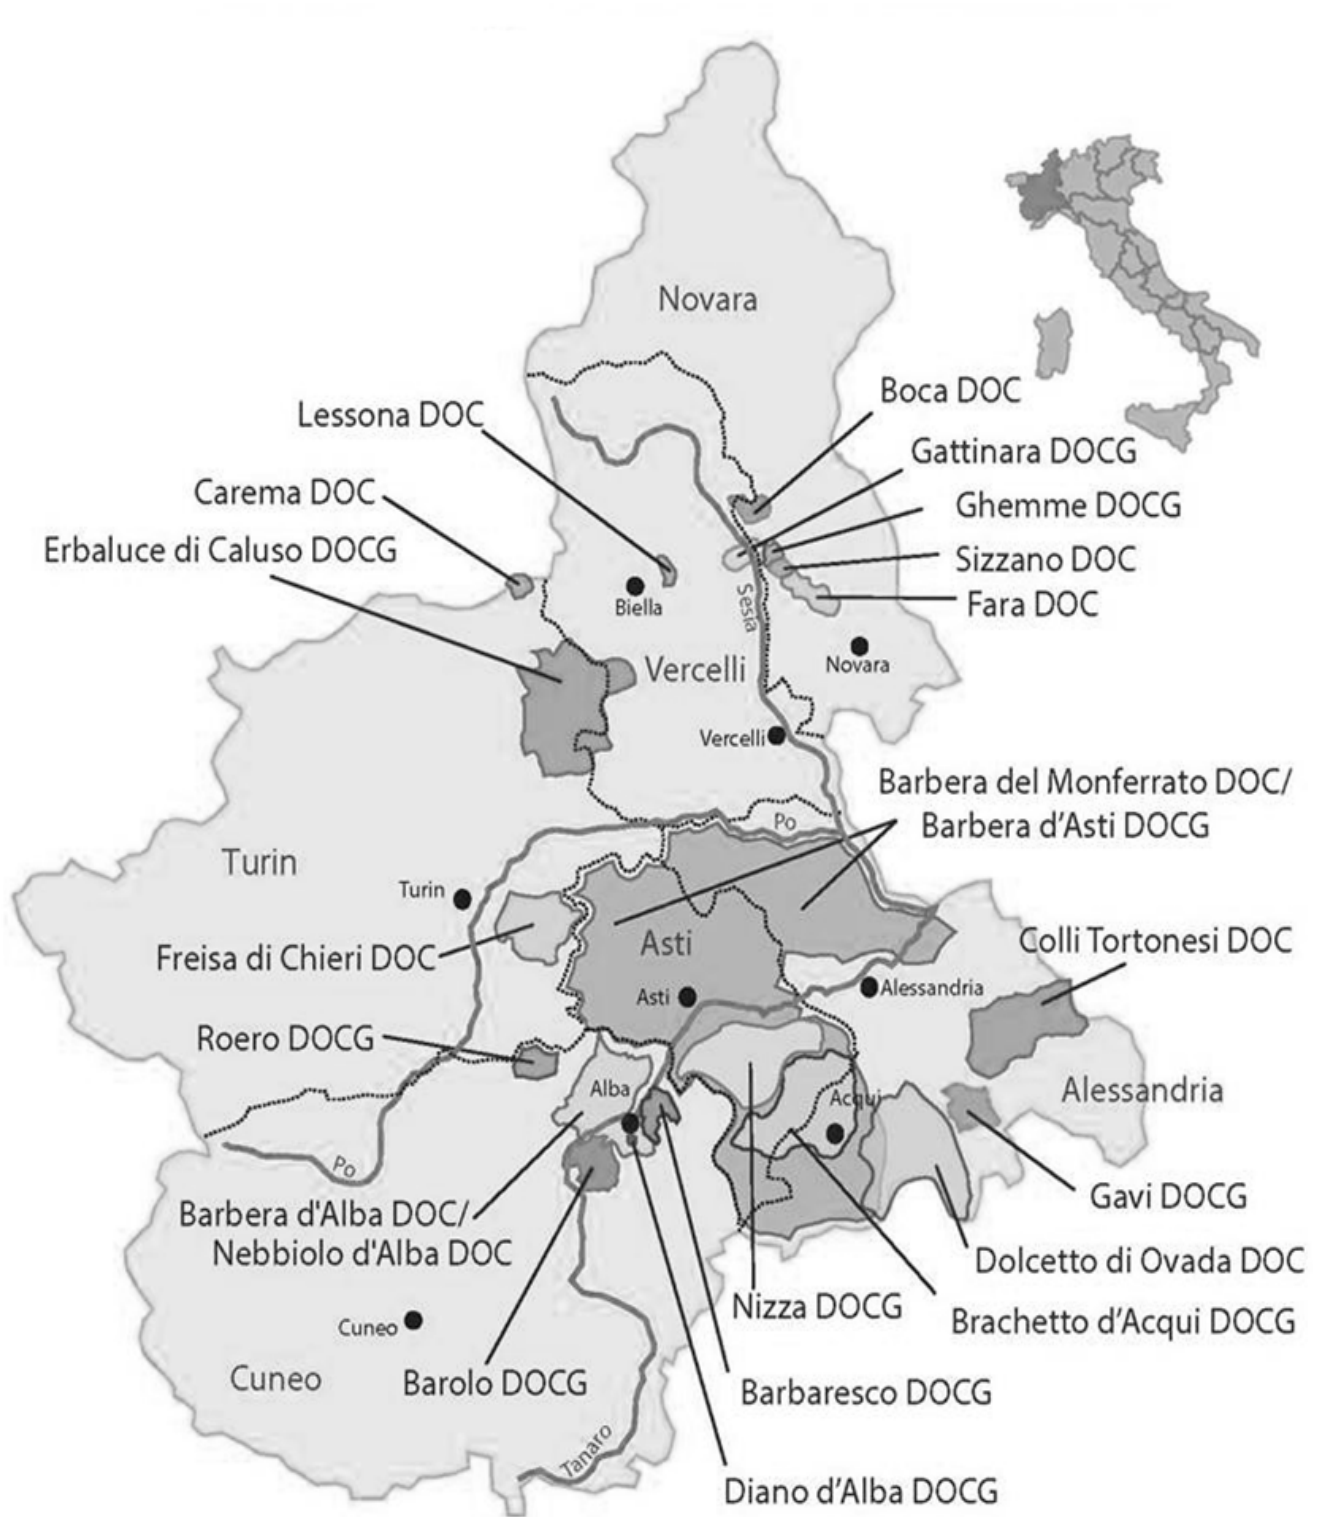 Novara
Boca DOC
Lessona DOC
Gattinara DOCG
Carema DOC
Ghemme DOCG
Erbaluce di Caluso DOCG
Sizzano DOC
Fara DOC
Biella
Sesia
Novara
Vercelli
Vercelli
Barbera del Monferrato DOC/
Barbera d'Asti DOCG
Po
Turin
Turin
Freisa di Chieri DOC
Asti
Colli Tortonesi DOC
Asti
Alessandria
Roero DOCG
Alba
Acqui
Alessandria
Po
Gavi DOCG
Barbera d'Alba DOC/
Nebbiolo d'Alba DOC
Dolcetto di Ovada DOC
Nizza DOCG
Brachetto d'Acqui DOCG
Cuneo
Cuneo
Barolo DOCG
Barbaresco DOCG
Tanaro
Diano d'Alba DOCG